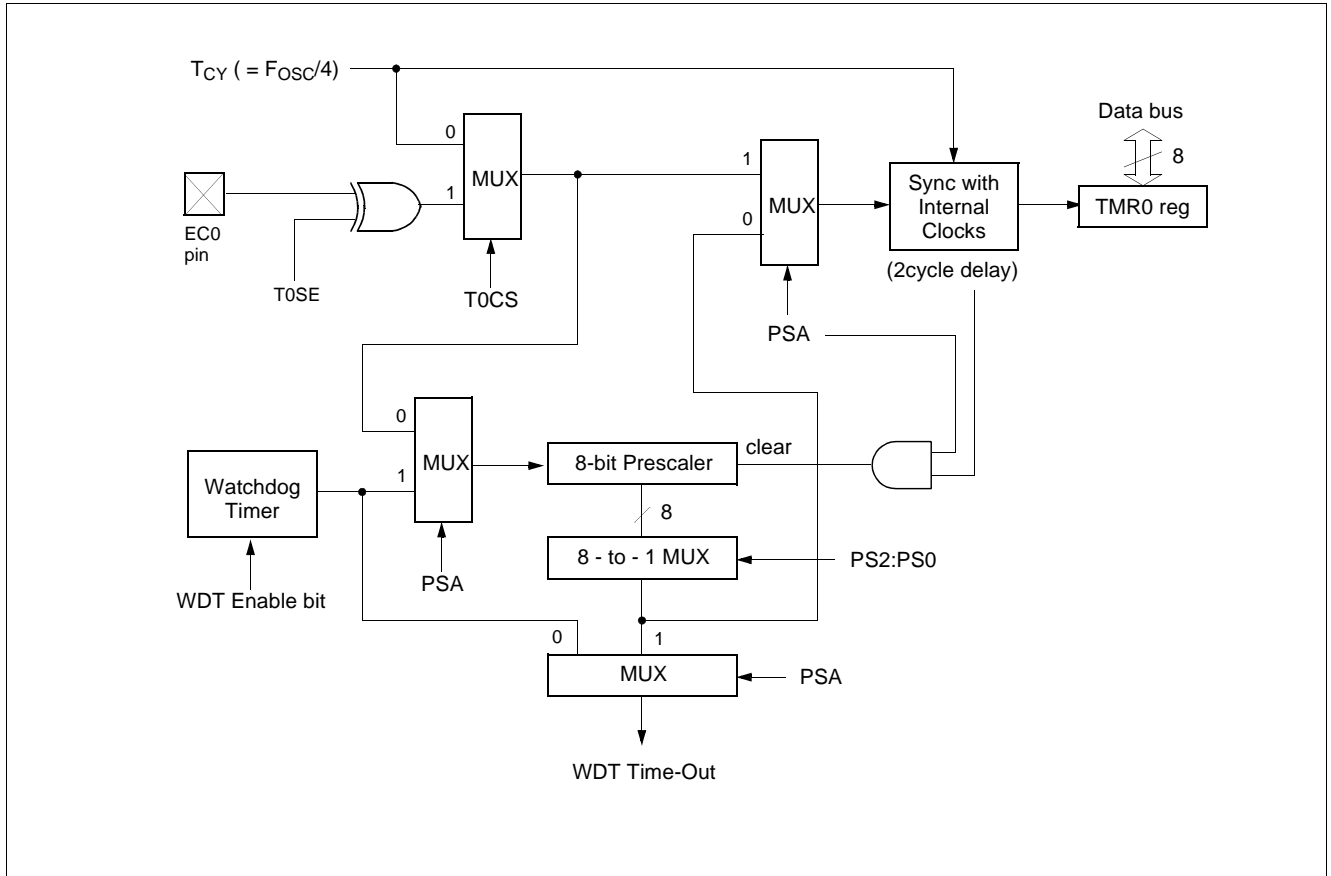 TCY ( = FOSC/4)
Data bus
8
0
MUX
1
EC0
pin
T0SE
T0CS
1
MUX
0
PSA
Sync with
Internal
Clocks
(2cycle delay)
TMR0 reg
0
MUX
1
PSA
Watchdog
Timer
WDT Enable bit
8-bit Prescaler
clear
8
8 - to - 1 MUX
PS2:PS0
0
1
MUX
PSA
WDT Time-Out